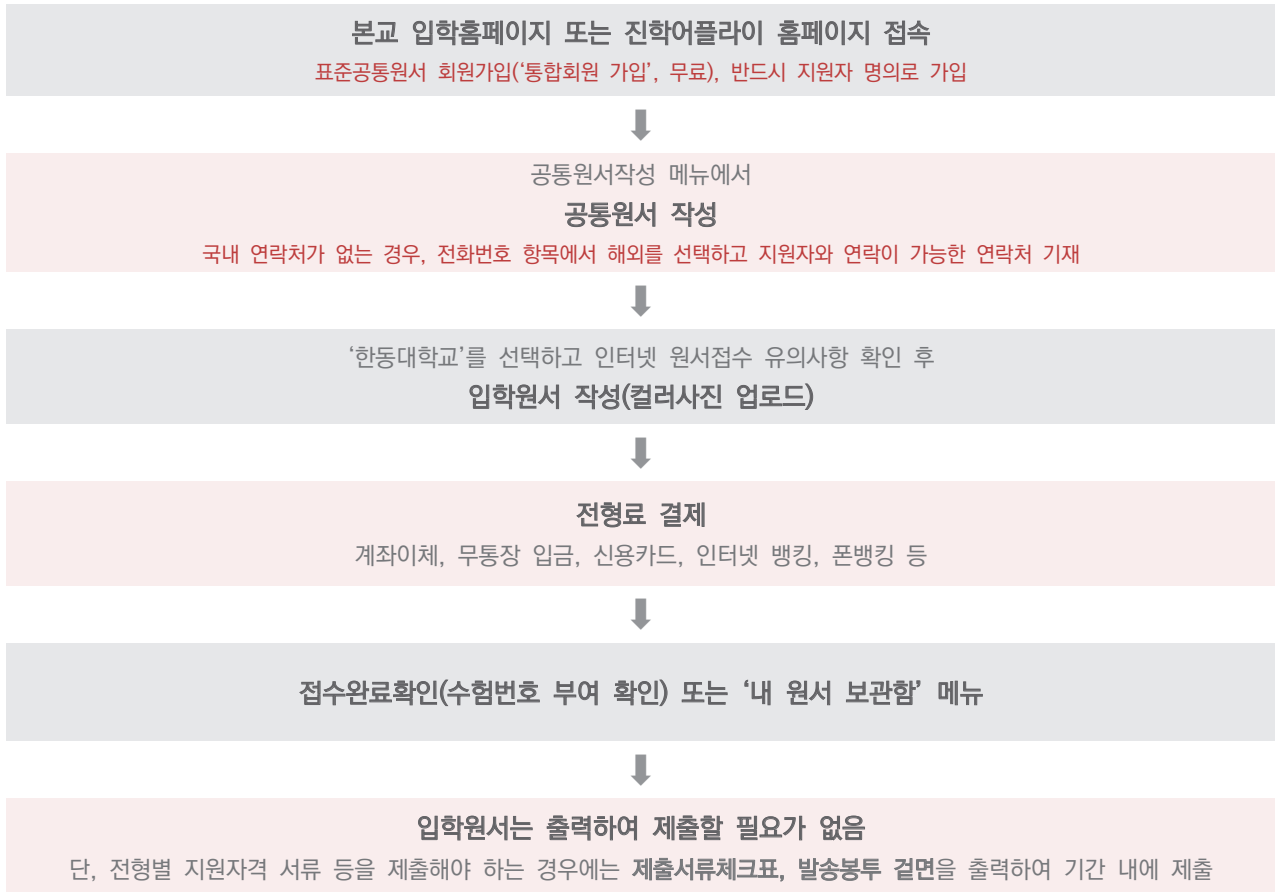 본교 입학홈페이지 또는 진학어플라이 홈페이지 접속
표준공통원서 회원가입(‘통합회원 가입’, 무료), 반드시 지원자 명의로 가입
공통원서작성 메뉴에서
공통원서 작성
국내 연락처가 없는 경우, 전화번호 항목에서 해외를 선택하고 지원자와 연락이 가능한 연락처 기재
‘한동대학교’를 선택하고 인터넷 원서접수 유의사항 확인 후
입학원서 작성(컬러사진 업로드)
전형료 결제
계좌이체, 무통장 입금, 신용카드, 인터넷 뱅킹, 폰뱅킹 등
접수완료확인(수험번호 부여 확인) 또는 ‘내 원서 보관함’ 메뉴
입학원서는 출력하여 제출할 필요가 없음
단, 전형별 지원자격 서류 등을 제출해야 하는 경우에는 제출서류체크표, 발송봉투 겉면을 출력하여 기간 내에 제출